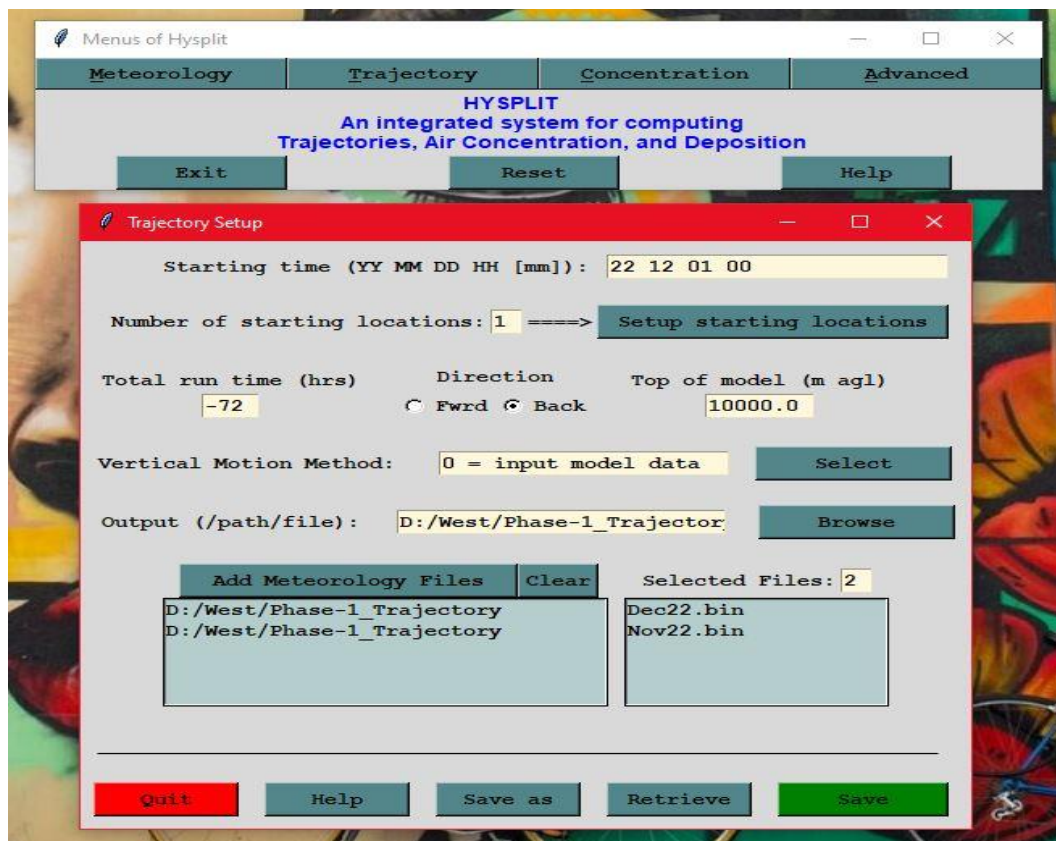 Menus of Hysplit
Meteorology Trajectory Concentration Advanced
HYSPLIT
An integrated system for computing
Trajectories, Air Concentration, and Deposition
Exit Reset Help
Trajectory Setup
Starting time (YY MM DD HH [mm]): 22 12 01 00
Number of starting locations: 1 ====> Setup starting locations
Total run time (hrs) Direction Top of model (m agl)
-72 Fwrd Back 10000.0
Vertical Motion Method: 0 = input model data Select
Output (/path/file): D:/West/Phase-1_Trajector Browse
Add Meteorology Files Clear Selected Files: 2
D:/West/Phase-1_Trajectory Dec22.bin
D:/West/Phase-1_Trajectory Nov22.bin
Quit Help Save as Retrieve Save